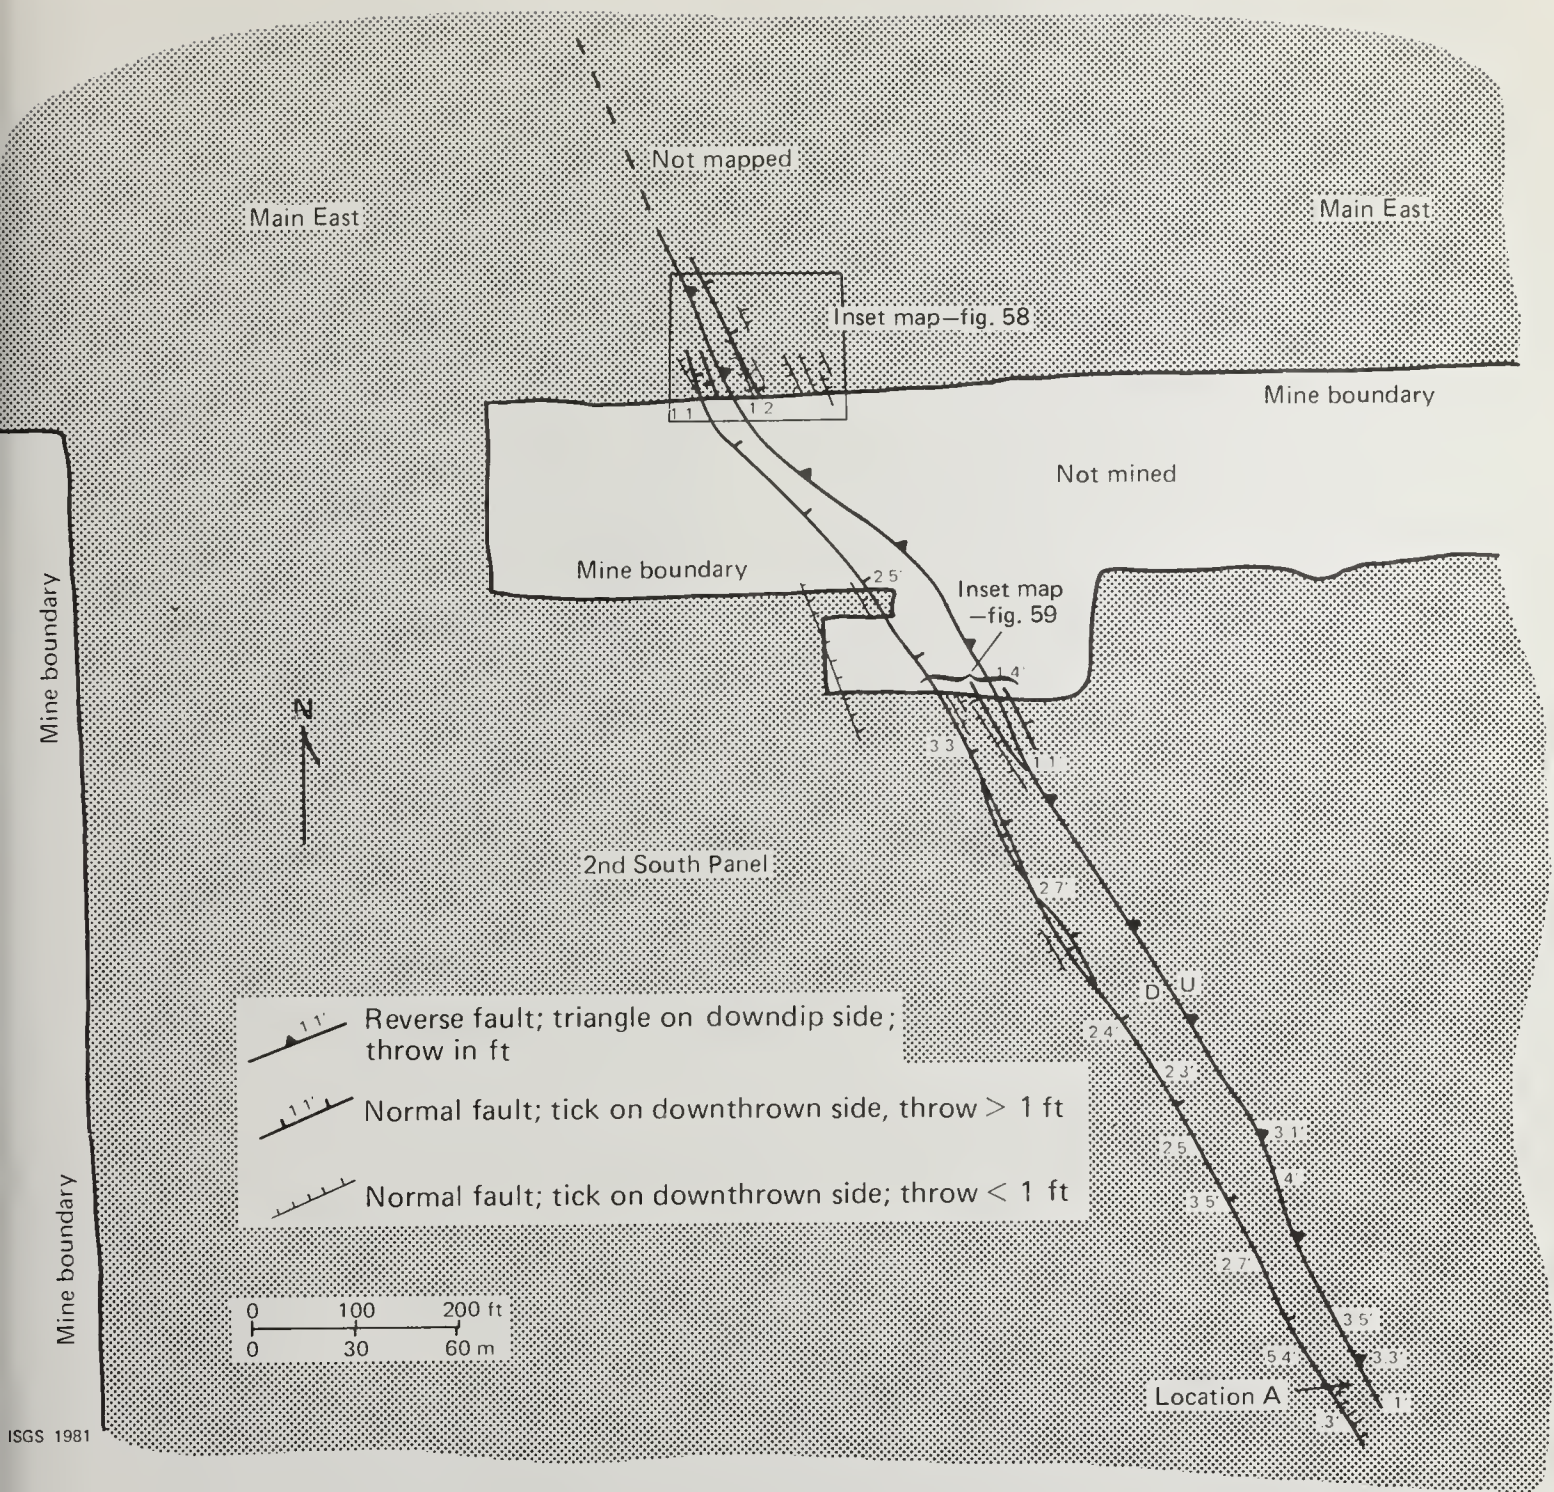 Not mapped
Main East
Main East
Inset map—fig. 58
1 1
1 2
Mine boundary
Not mined
Mine boundary
2 5'
Inset map
—fig. 59
1 4'
Mine boundary
N
3 3
1 1'
2nd South Panel
2 7'
D U
2 4'
2 3'
Reverse fault; triangle on downdip side;
throw in ft
1 1'
Normal fault; tick on downthrown side, throw > 1 ft
1 1'
Normal fault; tick on downthrown side; throw < 1 ft
3 1'
2 5
4'
3 5'
2 7'
Mine boundary
0 100 200 ft
0 30 60 m
3 5'
5 4'
3 3'
Location A
1'
3'
ISGS 1981